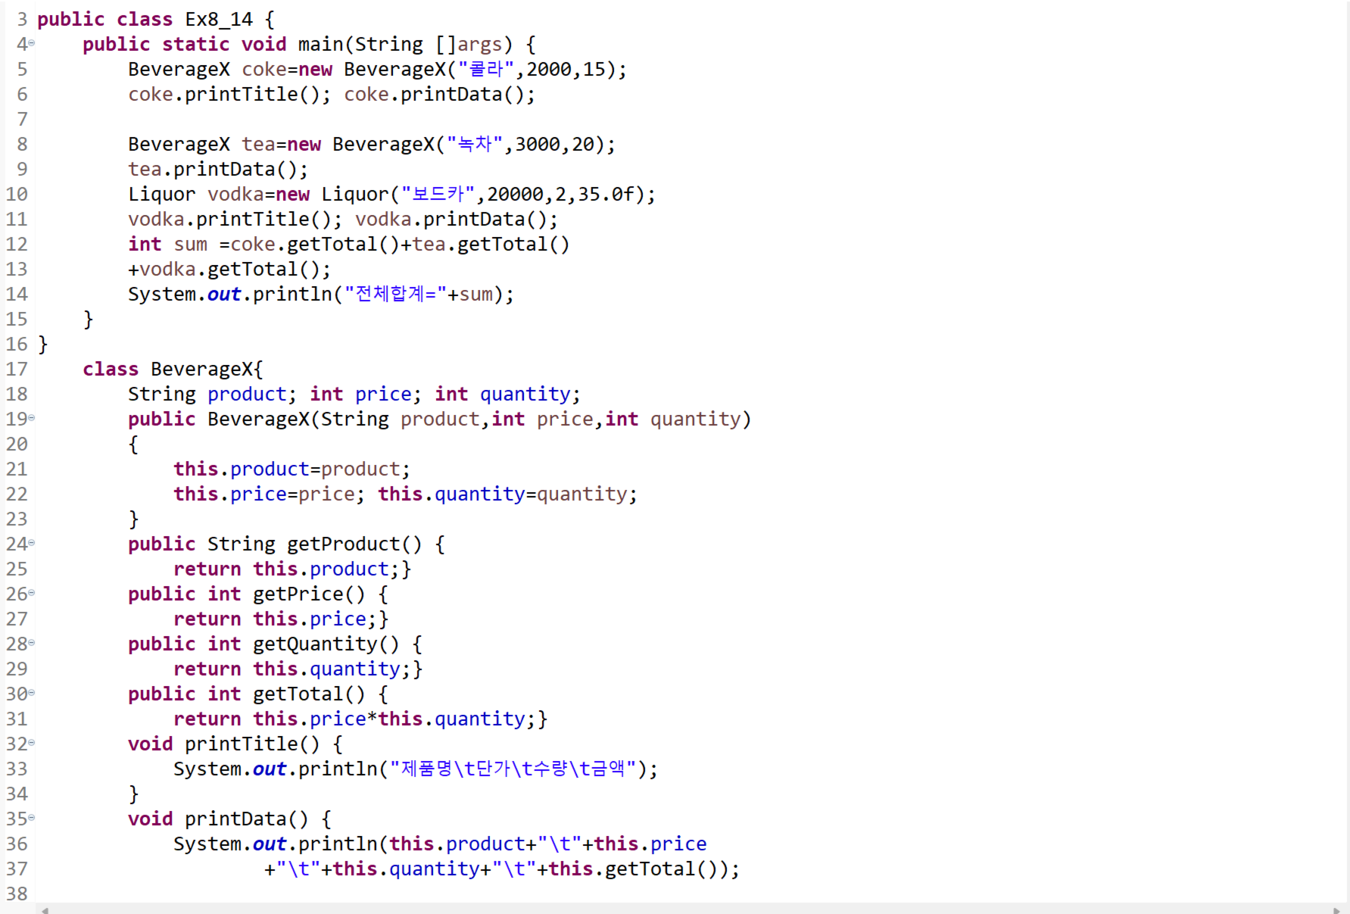 3 public class Ex8_14 {
4     public static void main(String []args) {
5         BeverageX coke=new BeverageX("콜라",2000,15);
6         coke.printTitle(); coke.printData();
7
8         BeverageX tea=new BeverageX("녹차",3000,20);
9         tea.printData();
10         Liquor vodka=new Liquor("보드카",20000,2,35.0f);
11         vodka.printTitle(); vodka.printData();
12         int sum =coke.getTotal()+tea.getTotal()
13         +vodka.getTotal();
14         System.out.println("전체합계="+sum);
15     }
16 }
17     class BeverageX{
18         String product; int price; int quantity;
19         public BeverageX(String product,int price,int quantity)
20         {
21             this.product=product;
22             this.price=price; this.quantity=quantity;
23         }
24         public String getProduct() {
25             return this.product;}
26         public int getPrice() {
27             return this.price;}
28         public int getQuantity() {
29             return this.quantity;}
30         public int getTotal() {
31             return this.price*this.quantity;}
32         void printTitle() {
33             System.out.println("제품명\t단가\t수량\t금액");
34         }
35         void printData() {
36             System.out.println(this.product+"\t"+this.price
37                     +"\t"+this.quantity+"\t"+this.getTotal());
38